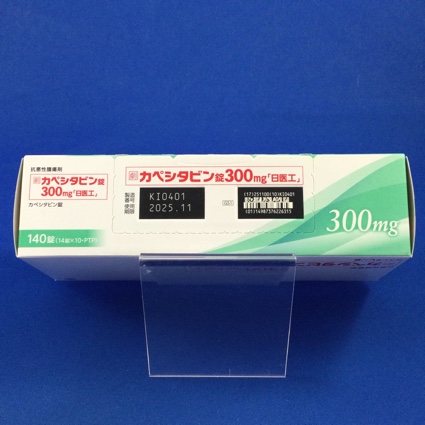 抗悪性腫瘍剤
劇 カペシタビン錠
300mg「日医工」
カペシタビン錠
140錠(14錠×10・PTP)
劇 カペシタビン錠300mg「日医工」
製造番号 KI0401
使用期限 2025.11
(17)251100(10)KI0401
(01)14987376226315
300mg